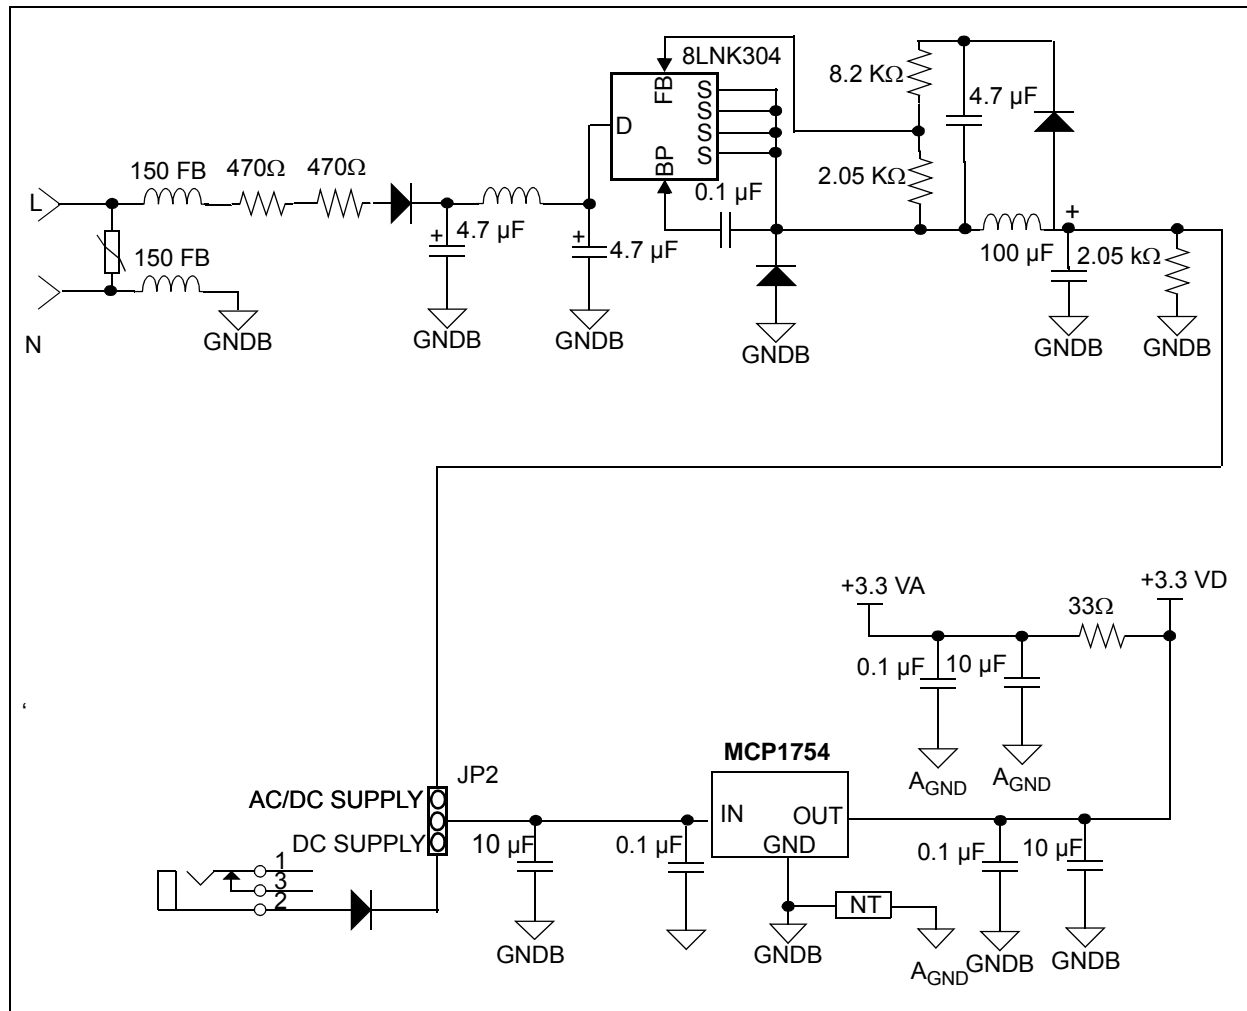 8LNK304
FB
D
S
S
S
S
BP
8.2 KΩ
4.7 µF
2.05 KΩ
0.1 µF
L
150 FB
470Ω
470Ω
+
4.7 µF
+
4.7 µF
150 FB
N
GNDB
GNDB
GNDB
GNDB
100 µF
+
2.05 kΩ
GNDB
GNDB
+3.3 VA
33Ω
+3.3 VD
0.1 µF
10 µF
AGND
AGND
‘
JP2
AC/DC SUPPLY
DC SUPPLY
10 µF
0.1 µF
MCP1754
IN
OUT
GND
0.1 µF
10 µF
1
3
2
NT
GNDB
GNDB
AGND
GNDB
GNDB